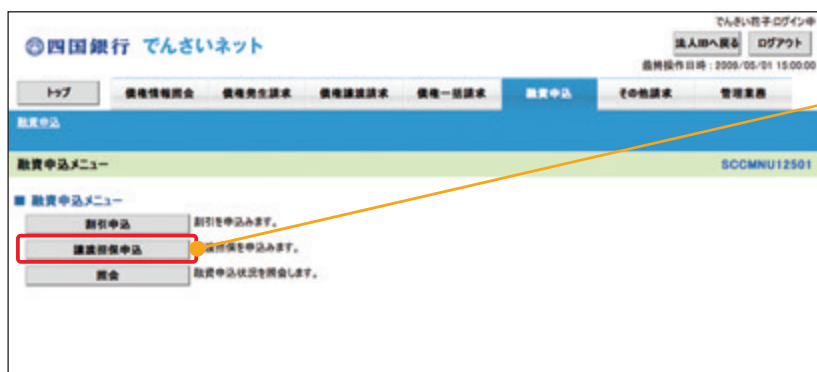 でんさい花子ログイン中
四国銀行 でんさいネット
法人IBへ戻る ログアウト
最終操作日時：2009/05/01 15:00:00
トップ 債権情報照会 債権発生請求 債権譲渡請求 債権一括請求 融資申込 その他請求 管理業務
融資申込
融資申込メニュー SCCMNU12501
■ 融資申込メニュー
割引申込 割引を申込みます。
譲渡担保申込 渡担保を申込みます。
照会 融資申込状況を照会します。